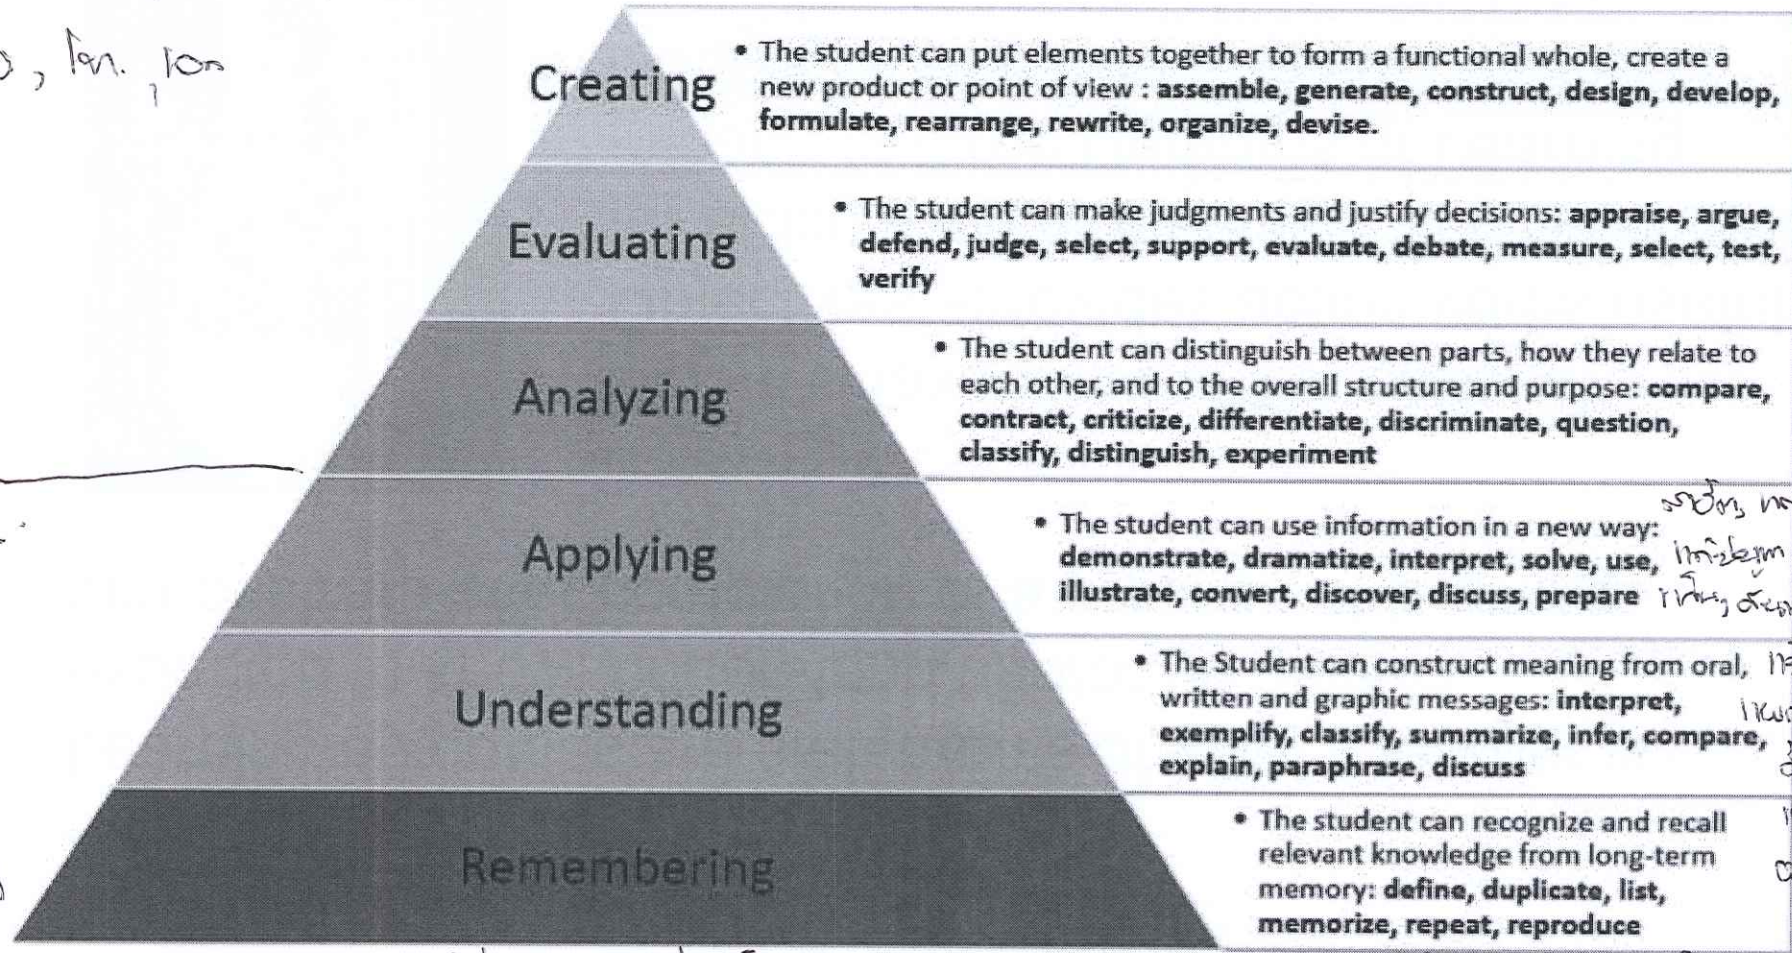 Creating
• The student can put elements together to form a functional whole, create a
new product or point of view : assemble, generate, construct, design, develop,
formulate, rearrange, rewrite, organize, devise.
Evaluating
• The student can make judgments and justify decisions: appraise, argue,
defend, judge, select, support, evaluate, debate, measure, select, test,
verify
Analyzing
• The student can distinguish between parts, how they relate to
each other, and to the overall structure and purpose: compare,
contract, criticize, differentiate, discriminate, question,
classify, distinguish, experiment
Applying
• The student can use information in a new way:
demonstrate, dramatize, interpret, solve, use,
illustrate, convert, discover, discuss, prepare
Understanding
• The Student can construct meaning from oral,
written and graphic messages: interpret,
exemplify, classify, summarize, infer, compare,
explain, paraphrase, discuss
Remembering
• The student can recognize and recall
relevant knowledge from long-term
memory: define, duplicate, list,
memorize, repeat, reproduce